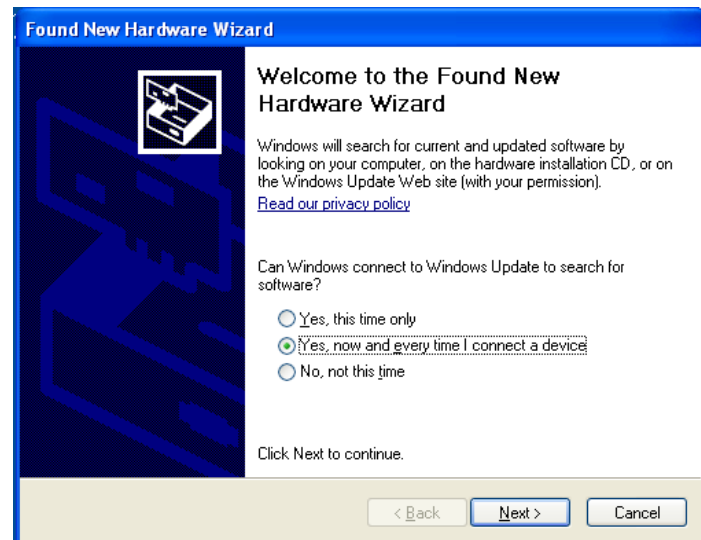 Found New Hardware Wizard
Welcome to the Found New
Hardware Wizard
Windows will search for current and updated software by
looking on your computer, on the hardware installation CD, or on
the Windows Update Web site (with your permission).
Read our privacy policy
Can Windows connect to Windows Update to search for
software?
Yes, this time only
Yes, now and every time I connect a device
No, not this time
Click Next to continue.
< Back
Next >
Cancel